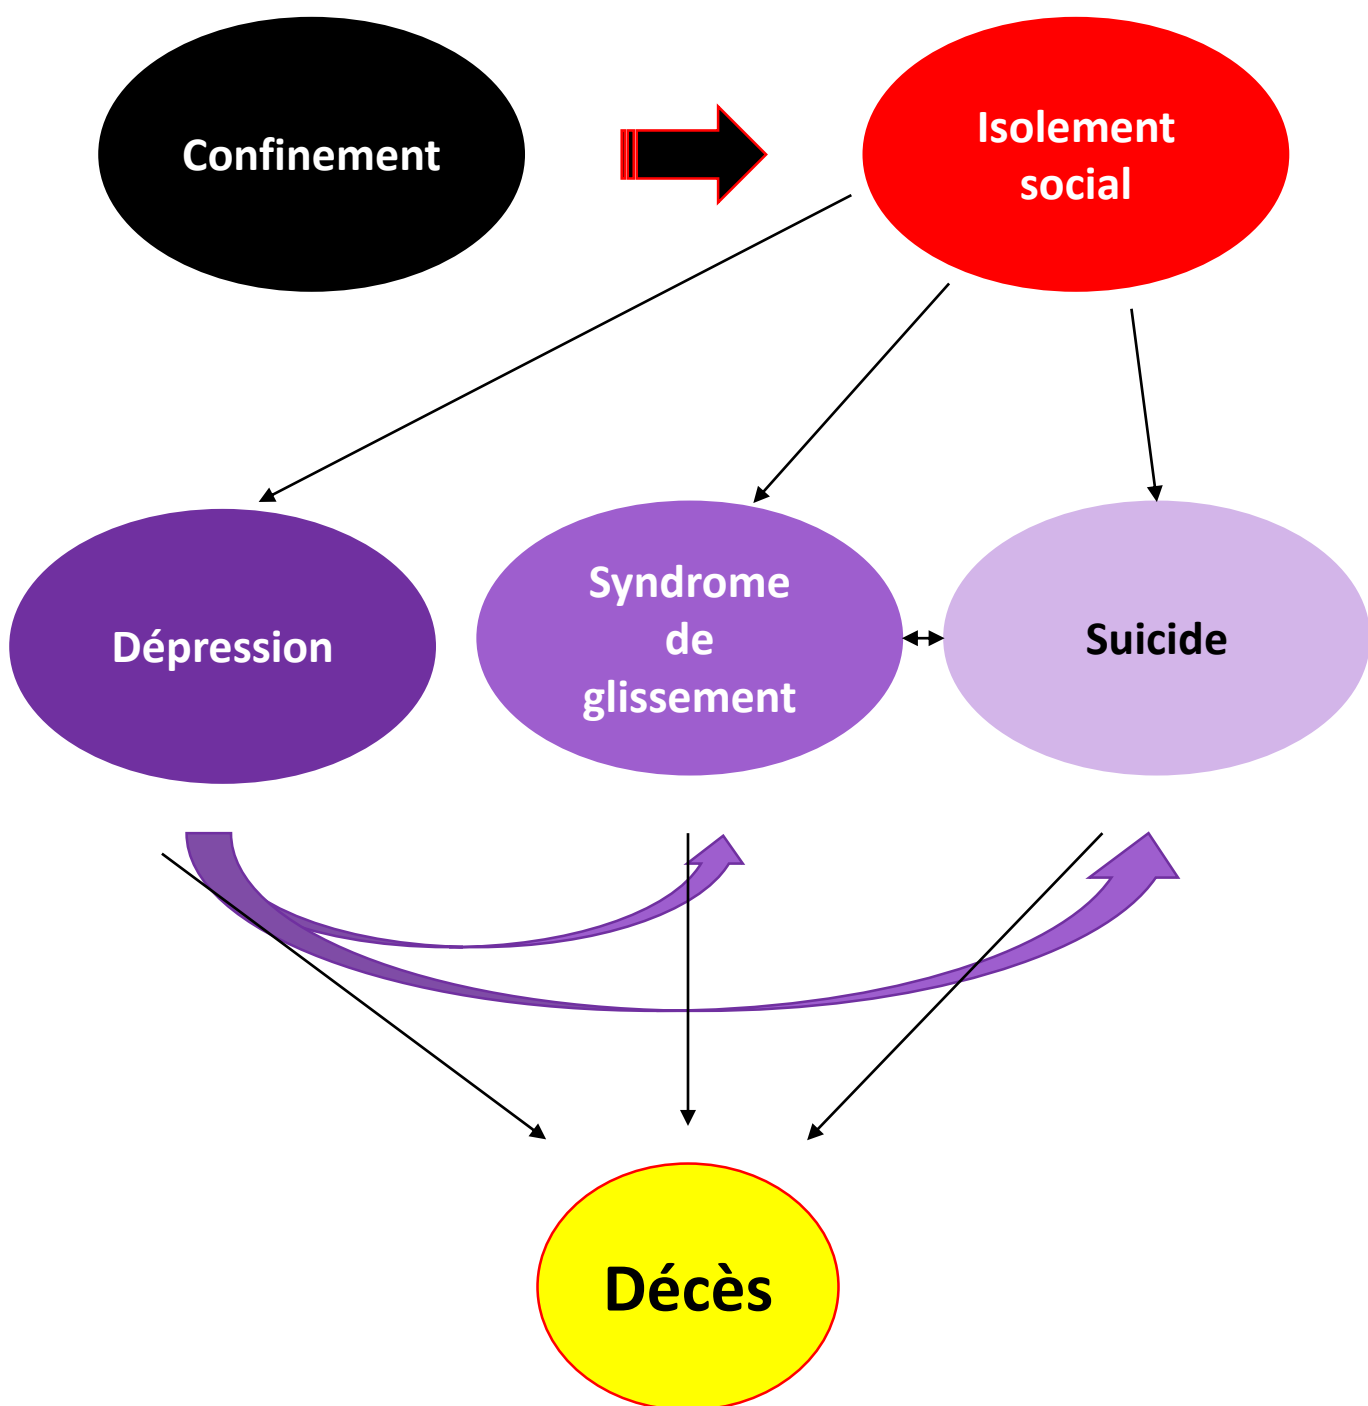 Confinement
Isolement
social
Dépression
Syndrome
de
glissement
Suicide
Décès